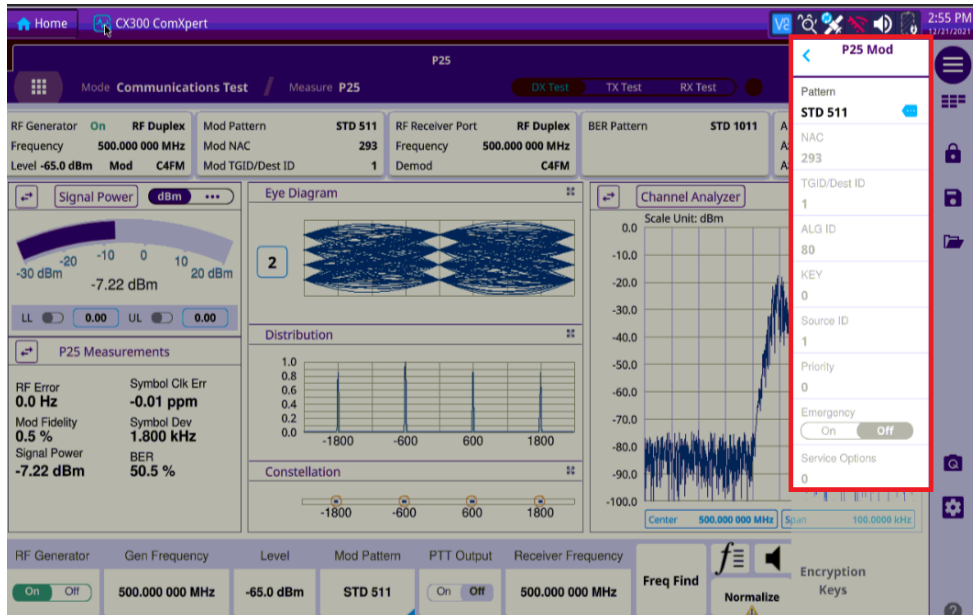 Home
CX300 ComXpert
2:55 PM
12/21/2021
P25
Mode Communications Test / Measure P25
DX Test
TX Test
RX Test
RF Generator On RF Duplex
Frequency 500.000 000 MHz
Level -65.0 dBm Mod C4FM
Mod Pattern STD 511
Mod NAC 293
Mod TGID/Dest ID 1
RF Receiver Port RF Duplex
Frequency 500.000 000 MHz
Demod C4FM
BER Pattern STD 1011
Signal Power
dBm
-30 dBm
-20
-10
0
10
20 dBm
-7.22 dBm
LL
0.00
UL
0.00
P25 Measurements
RF Error
0.0 Hz
Symbol Clk Err
-0.01 ppm
Mod Fidelity
0.5 %
Symbol Dev
1.800 kHz
Signal Power
-7.22 dBm
BER
50.5 %
Eye Diagram
2
Distribution
1.0
0.8
0.6
0.4
0.2
0.0
-1800 -600 600 1800
Constellation
-1800 -600 600 1800
Channel Analyzer
Scale Unit: dBm
0.0
-10.0
-20.0
-30.0
-40.0
-50.0
-60.0
-70.0
-80.0
-90.0
-100.0
Center 500.000 000 MHz
Span 100.0000 kHz
P25 Mod
Pattern
STD 511
NAC
293
TGID/Dest ID
1
ALG ID
80
KEY
0
Source ID
1
Priority
0
Emergency
On Off
Service Options
0
Encryption
Keys
RF Generator
On Off
Gen Frequency
500.000 000 MHz
Level
-65.0 dBm
Mod Pattern
STD 511
PTT Output
On Off
Receiver Frequency
500.000 000 MHz
Freq Find
Normalize